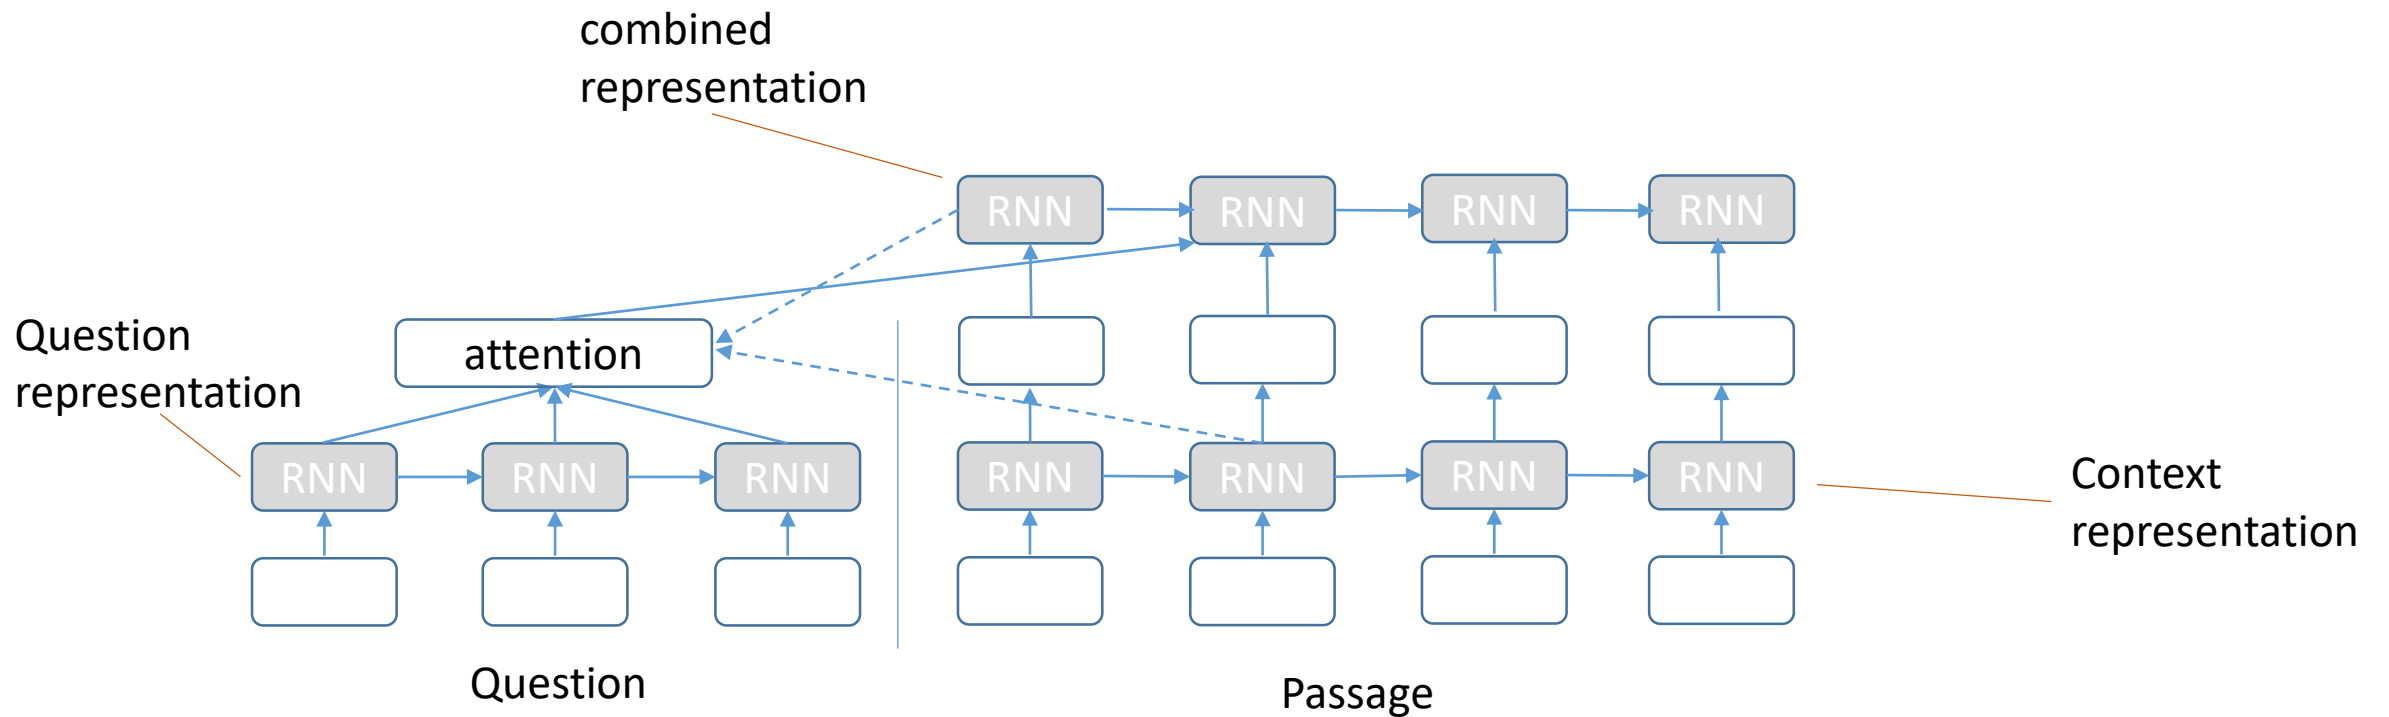 combined
representation
RNN
RNN
RNN
RNN
Question
representation
attention
RNN
RNN
RNN
RNN
RNN
RNN
RNN
Context
representation
Question
Passage